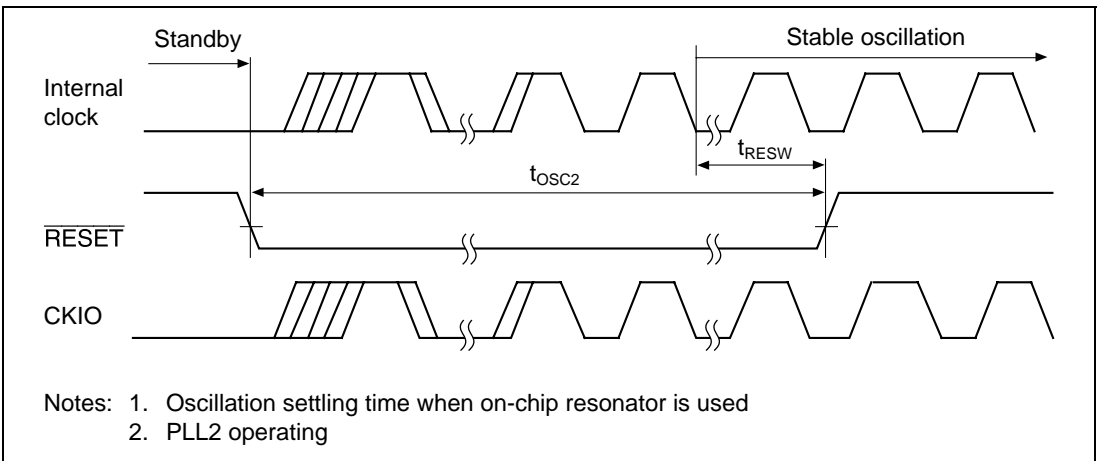 Standby
Stable oscillation
Internal
clock
tRESW
tOSC2
RESET
CKIO
Notes: 1. Oscillation settling time when on-chip resonator is used
2. PLL2 operating